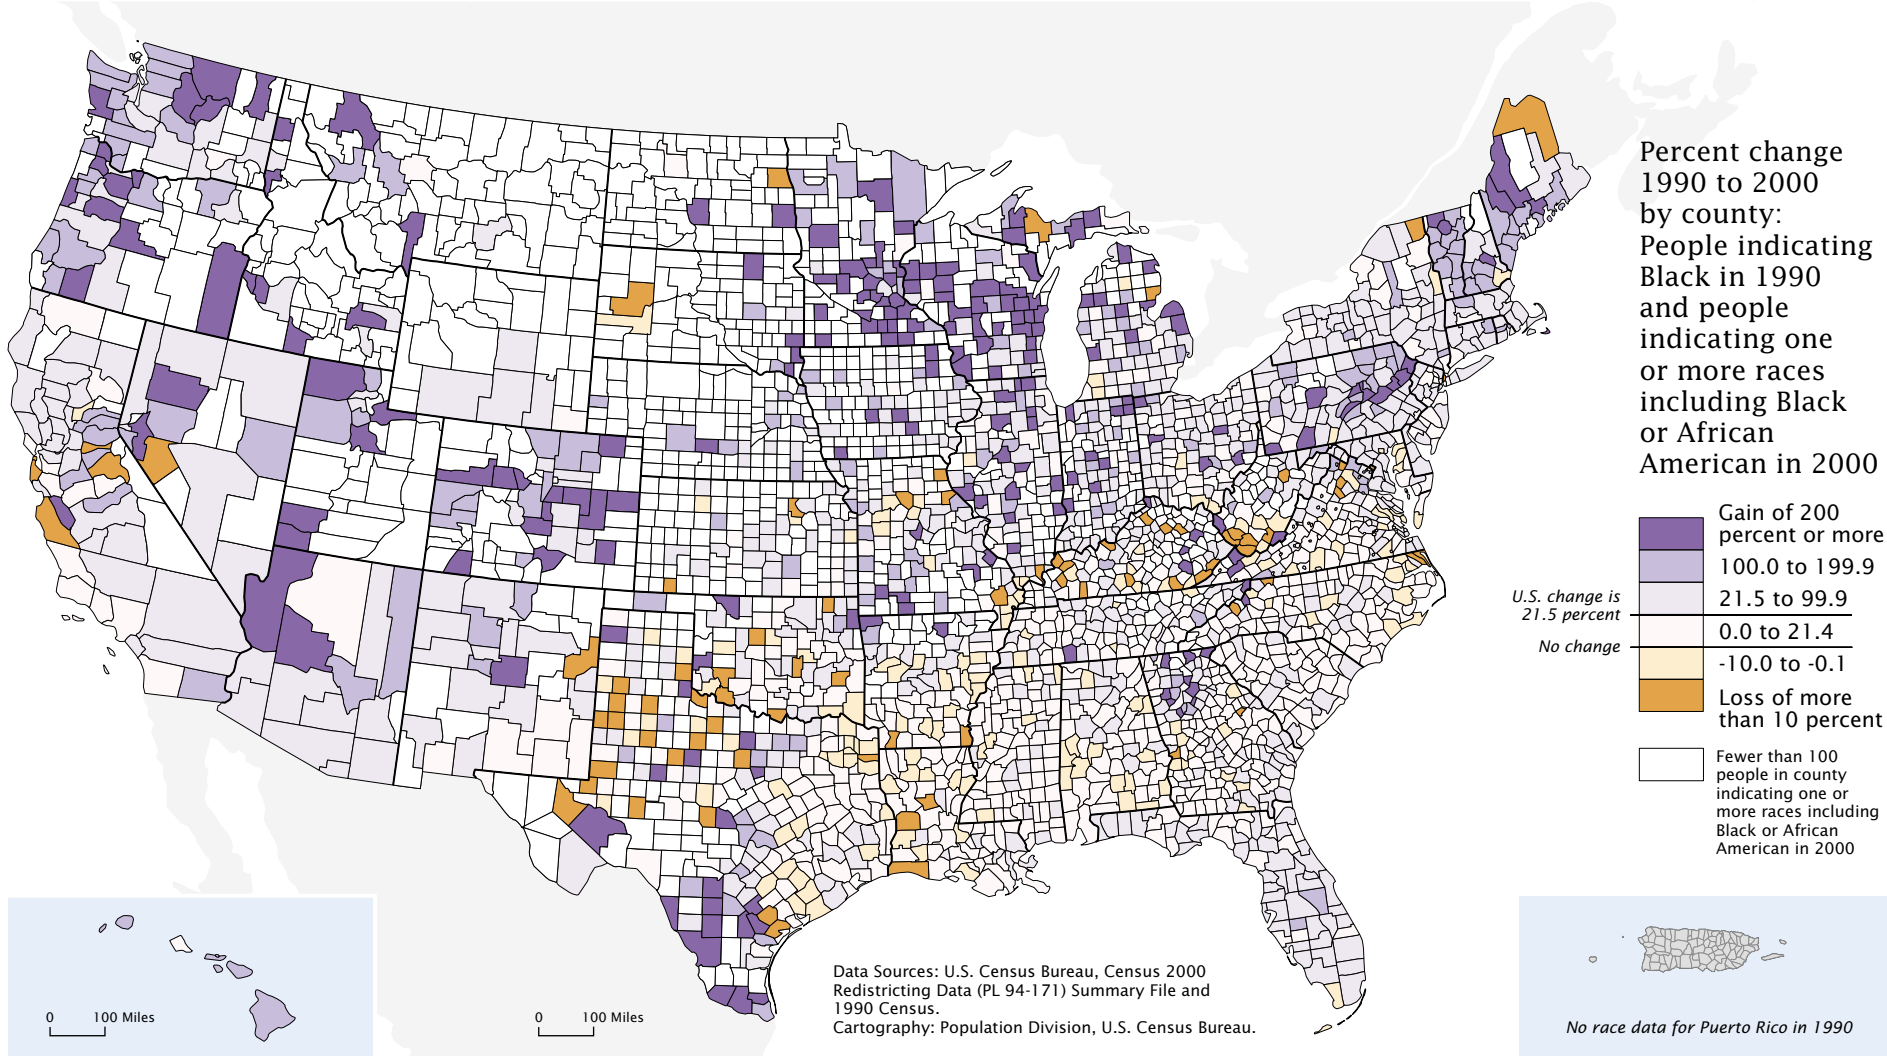 Percent change
1990 to 2000
by county:
People indicating
Black in 1990
and people
indicating one
or more races
including Black
or African
American in 2000
Gain of 200
percent or more
100.0 to 199.9
U.S. change is
21.5 percent
21.5 to 99.9
0.0 to 21.4
No change
-10.0 to -0.1
Loss of more
than 10 percent
Fewer than 100
people in county
indicating one or
more races including
Black or African
American in 2000
0 100 Miles
0 100 Miles
Data Sources: U.S. Census Bureau, Census 2000
Redistricting Data (PL 94-171) Summary File and
1990 Census.
Cartography: Population Division, U.S. Census Bureau.
No race data for Puerto Rico in 1990